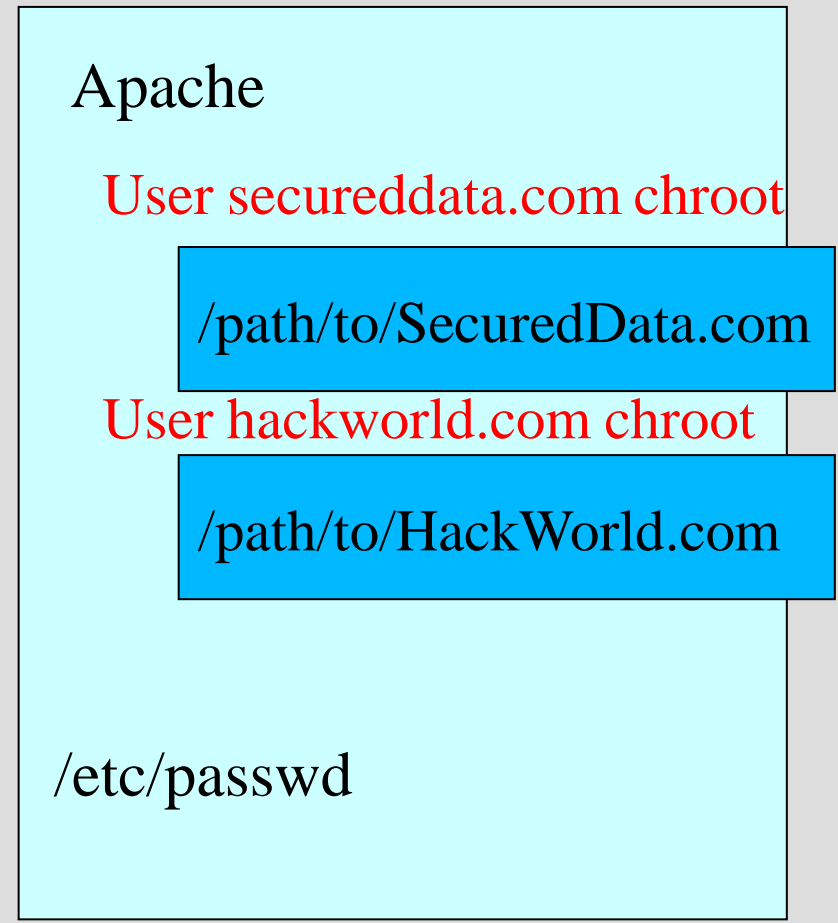 Apache
User secureddata.com chroot
/path/to/SecuredData.com
User hackworld.com chroot
/path/to/HackWorld.com
/etc/passwd